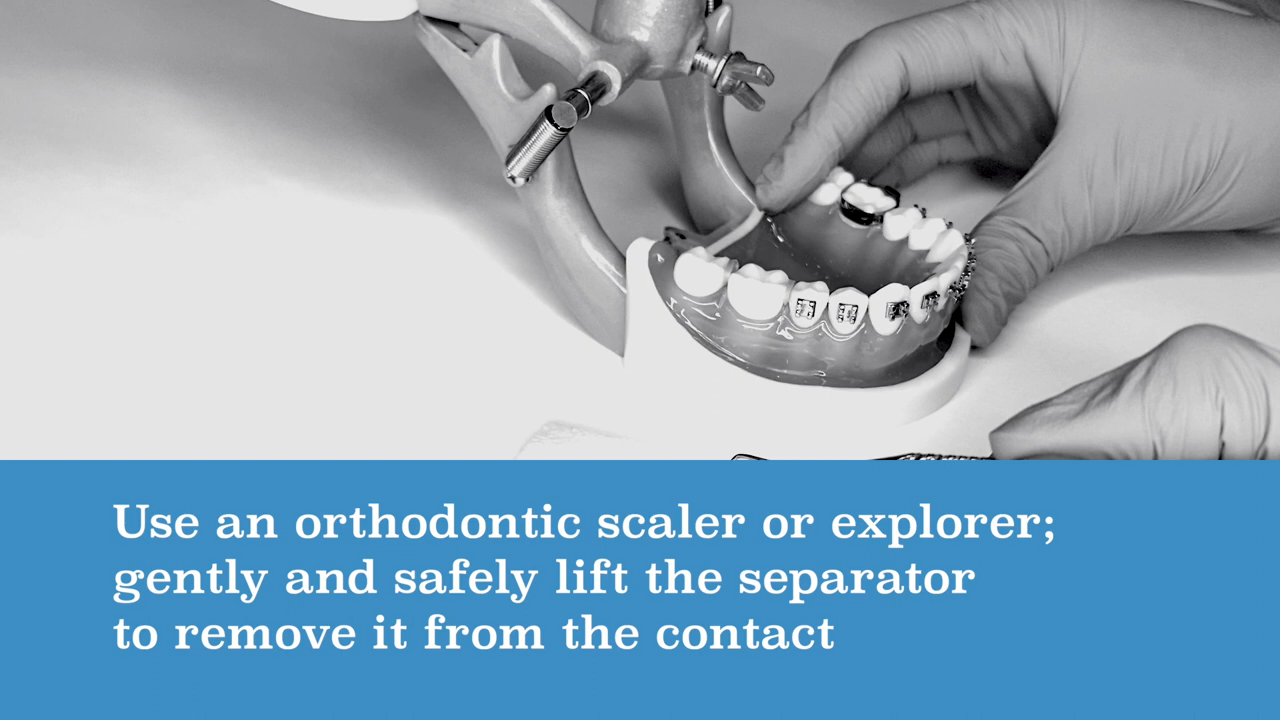 Use an orthodontic scaler or explorer;
gently and safely lift the separator
to remove it from the contact